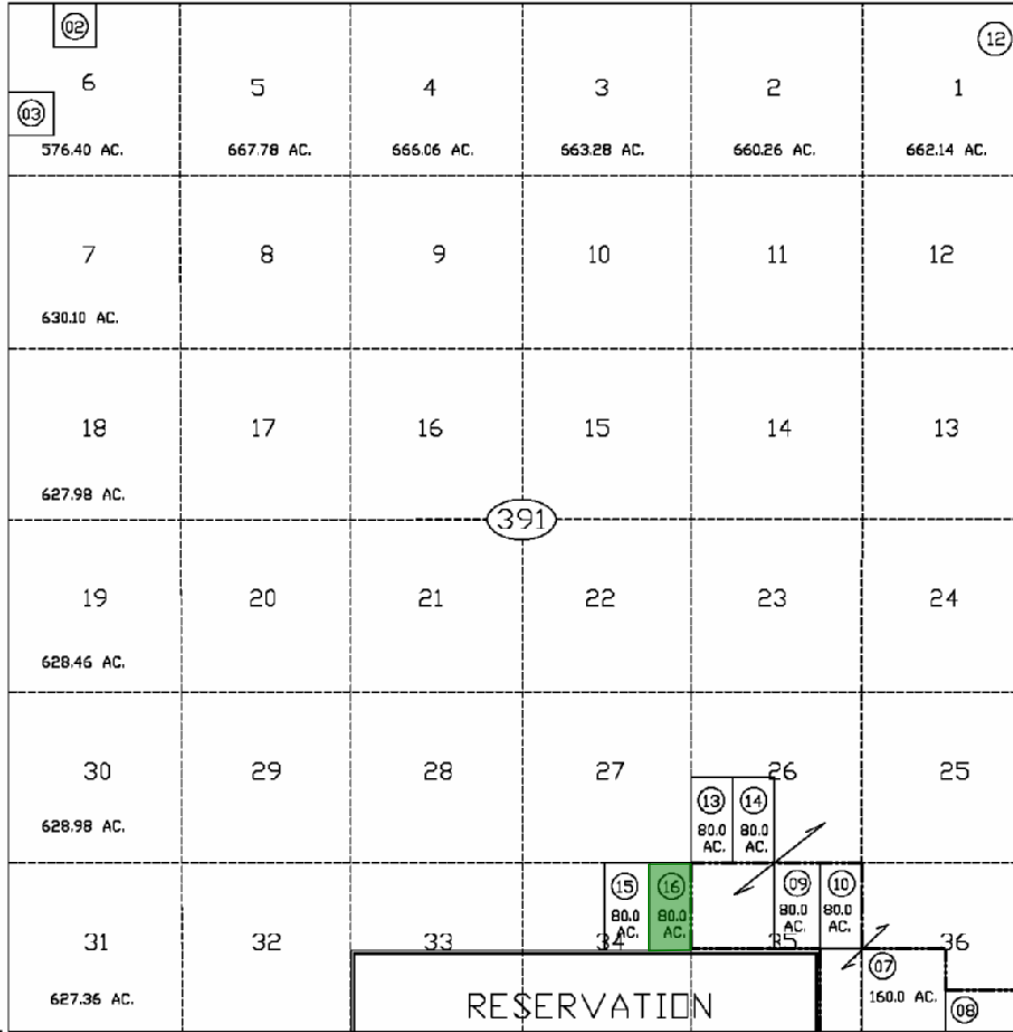 02
12
6 5 4 3 2 1
03
576.40 AC. 667.78 AC. 666.06 AC. 663.28 AC. 660.26 AC. 662.14 AC.
7 8 9 10 11 12
630.10 AC.
18 17 16 15 14 13
627.98 AC.
391
19 20 21 22 23 24
628.46 AC.
30 29 28 27 26 25
13 14
628.98 AC. 80.0 80.0
AC. AC.
15 16 09 10
80.0 80.0 80.0 80.0
AC. AC. AC. AC.
31 32 33 34 35 36
07
627.36 AC. 160.0 AC.
RESERVATION 08